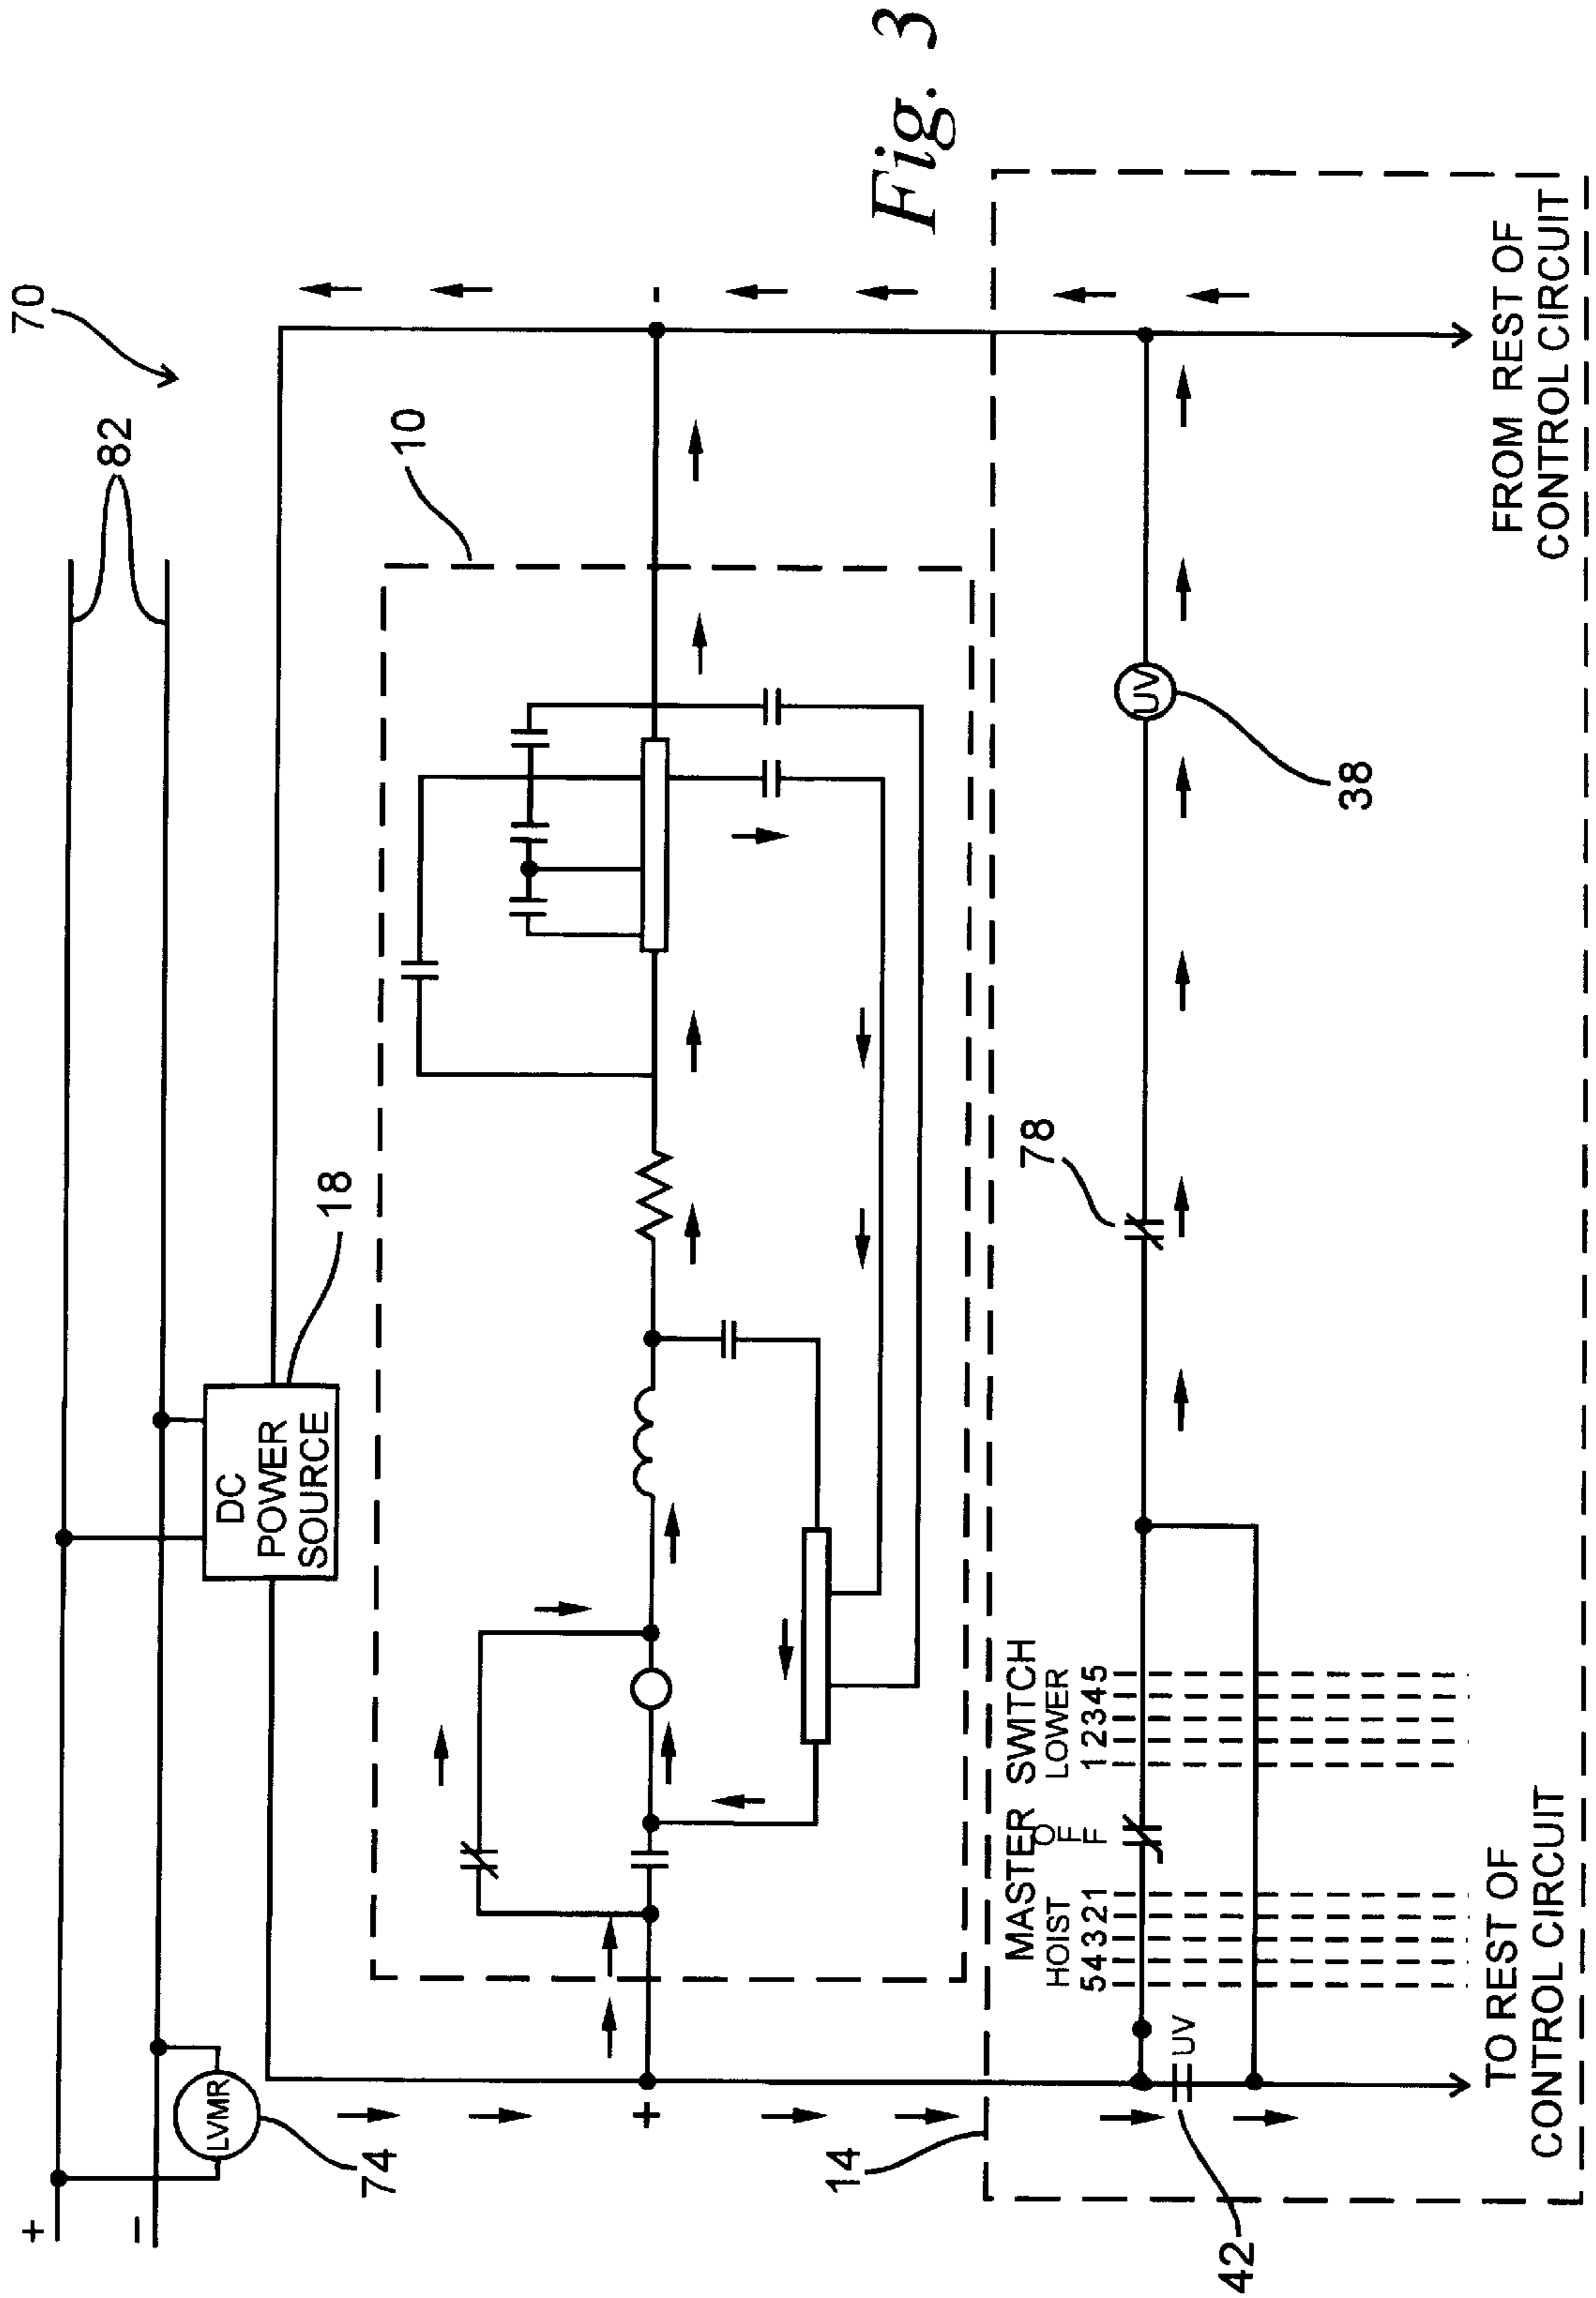 70
82
+
−
LVMR
74
DC
POWER
SOURCE
18
10
+
-
Fig. 3
14
MASTER SWITCH
HOIST
OFF
LOWER
54321
12345
UV
42
78
UV
38
TO REST OF
CONTROL CIRCUIT
FROM REST OF
CONTROL CIRCUIT